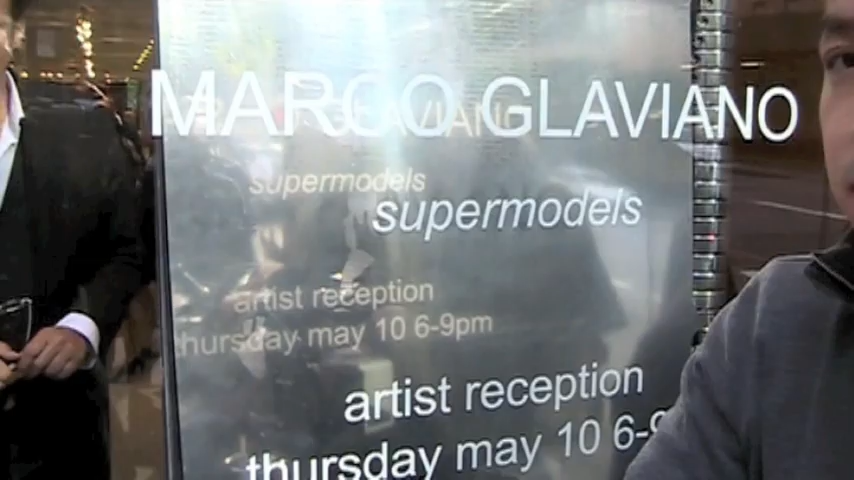 MARCO GLAVIANO
supermodels
supermodels
artist reception
thursday may 10 6-9pm
artist reception
thursday may 10 6-9